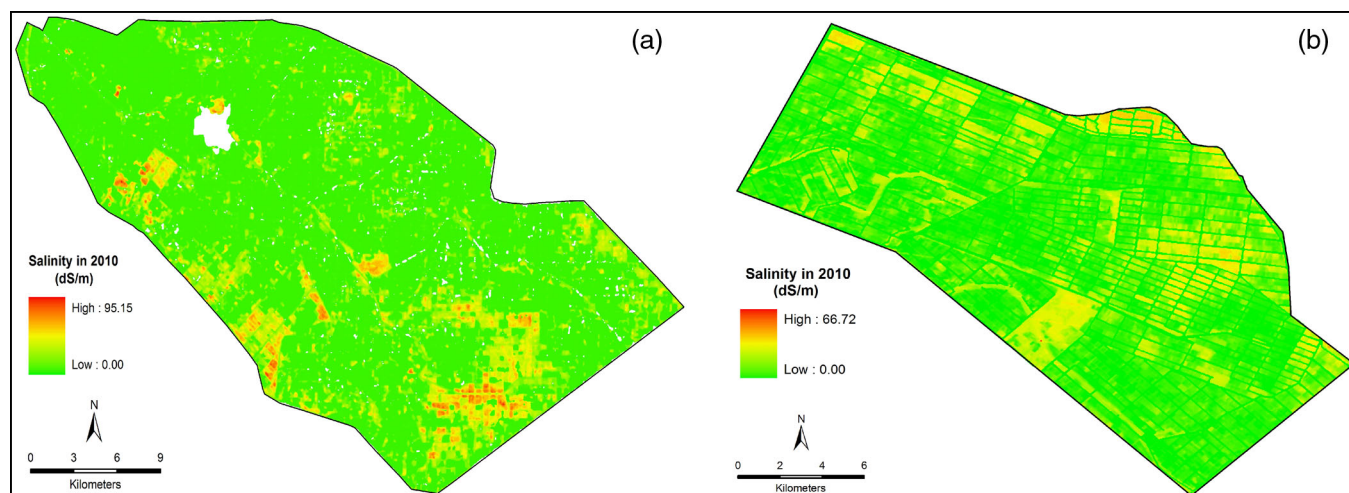 (a)
Salinity in 2010
(dS/m)
High : 95.15
Low : 0.00
N
0 3 6 9
Kilometers
(b)
Salinity in 2010
(dS/m)
High : 66.72
Low : 0.00
N
0 2 4 6
Kilometers